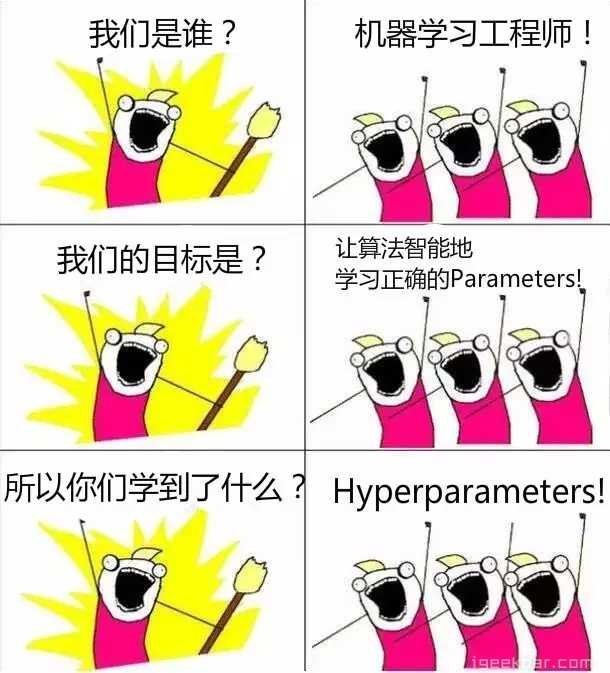 我们是谁？
机器学习工程师！
我们的目标是？
让算法智能地
学习正确的Parameters!
所以你们学到了什么？
Hyperparameters!
igeekbar.com